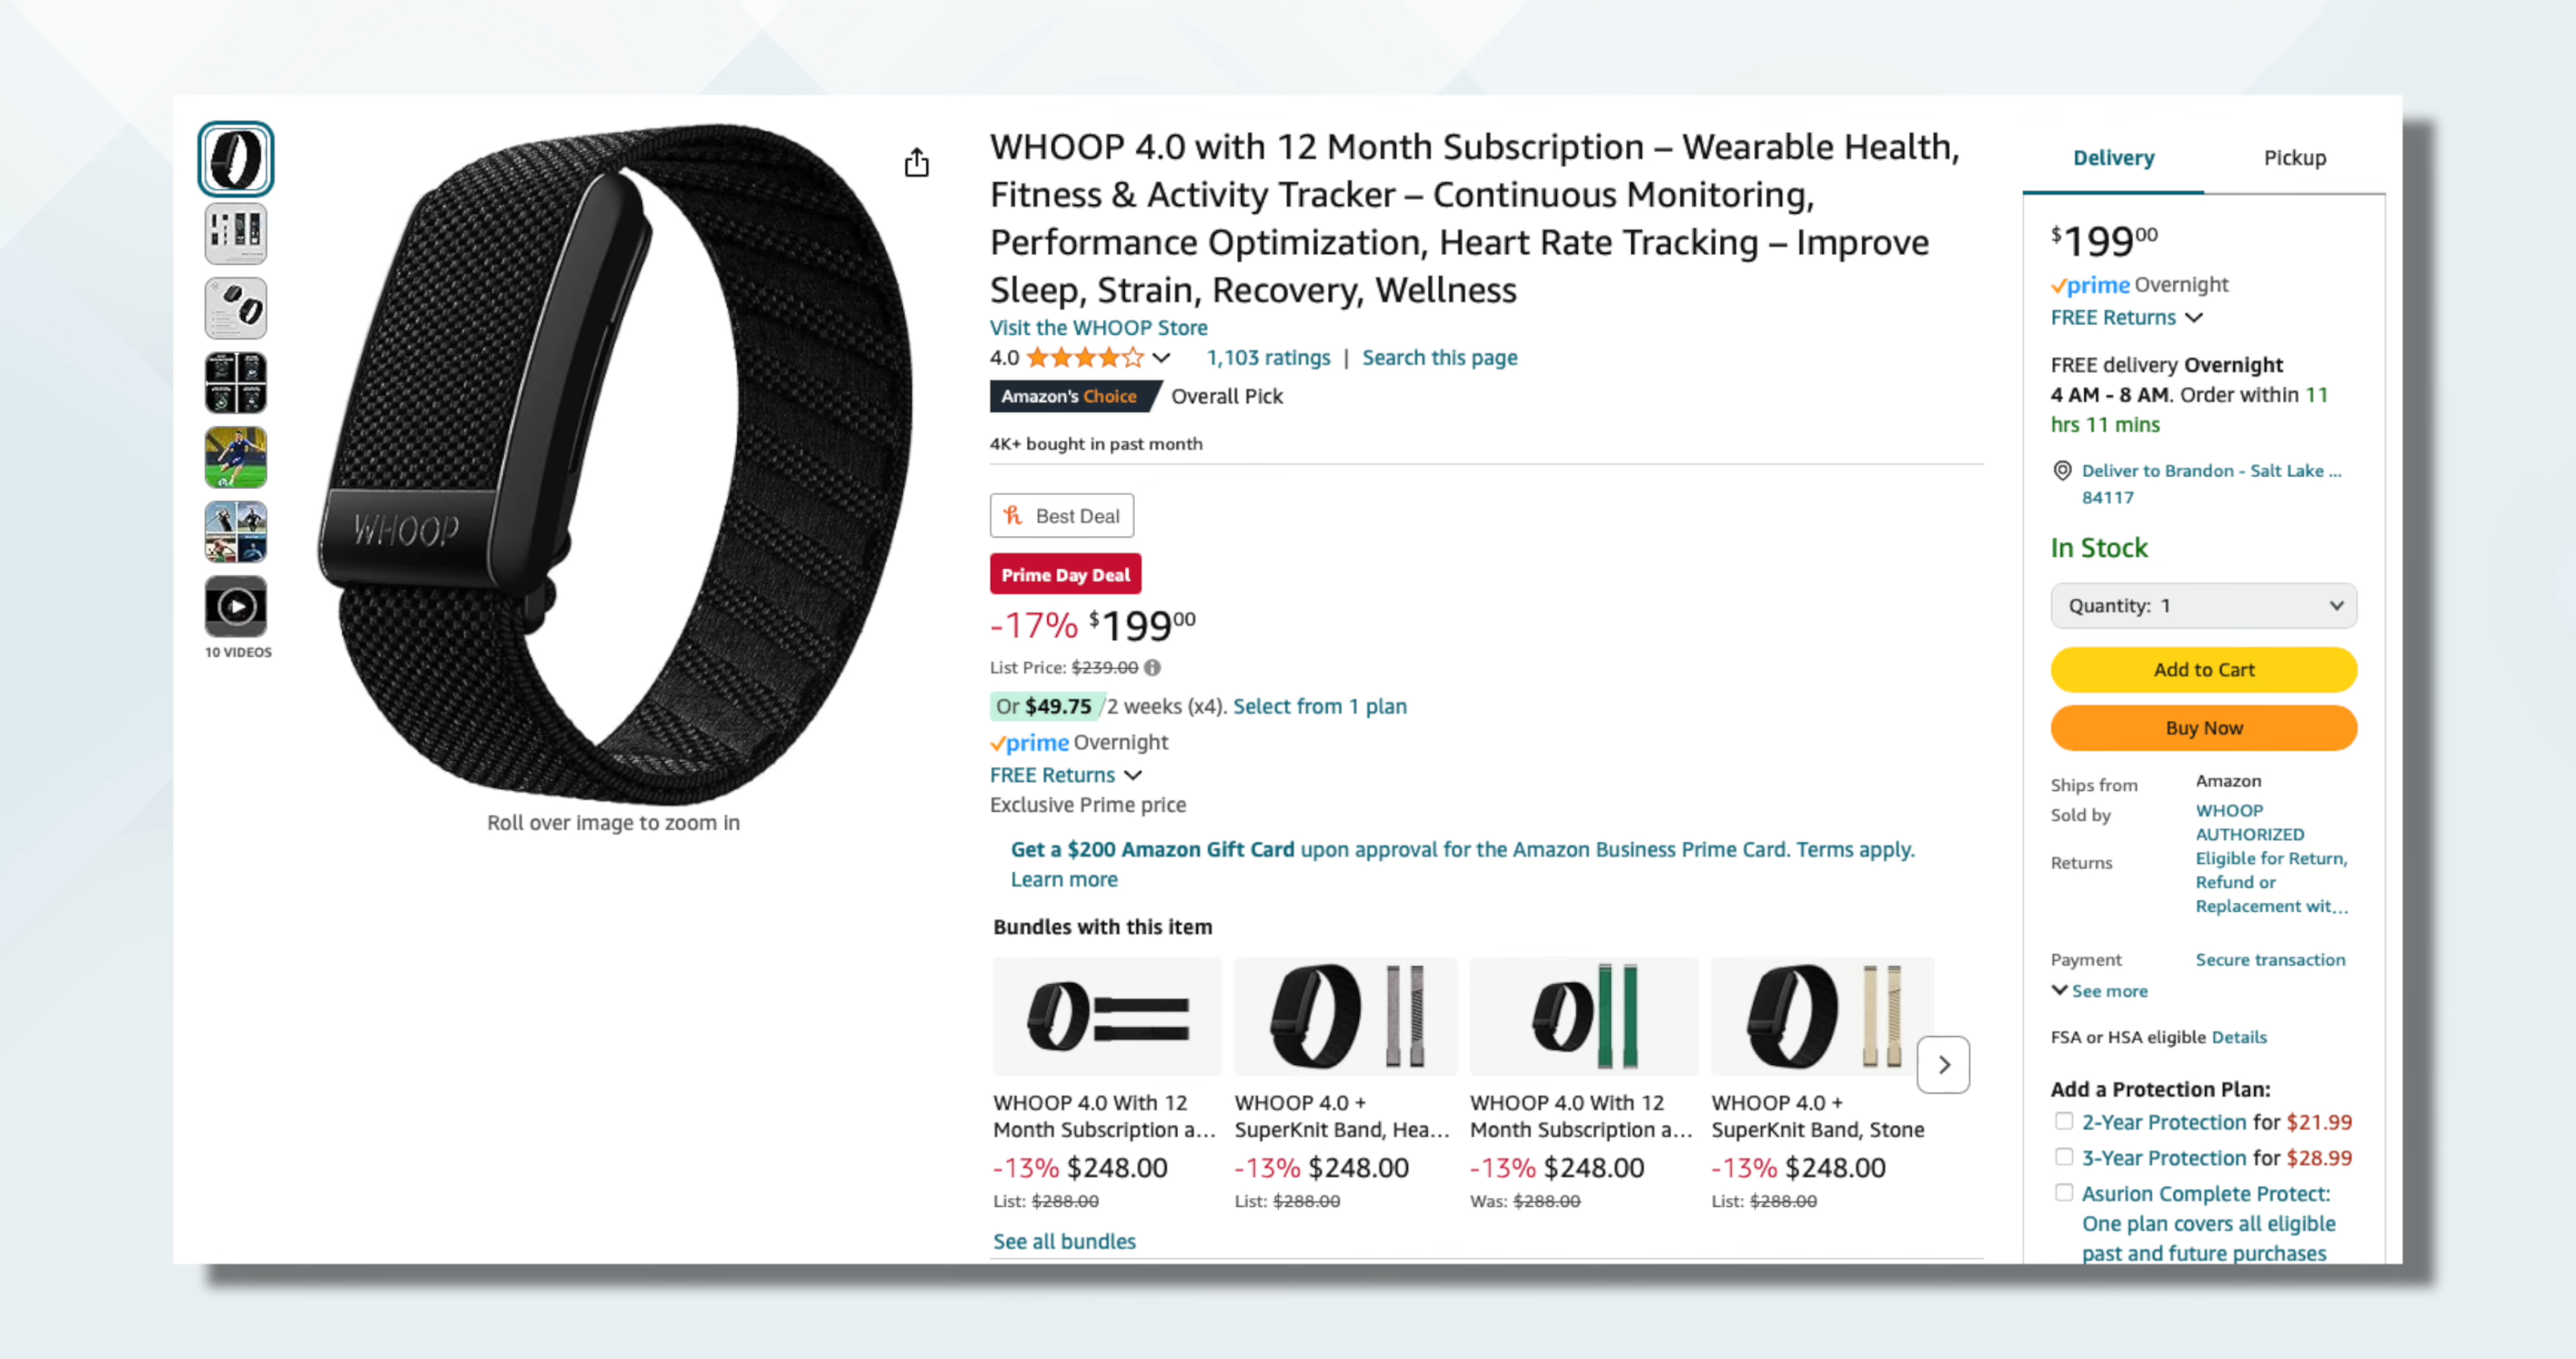 WHOOP
Roll over image to zoom in
10 VIDEOS
WHOOP 4.0 with 12 Month Subscription – Wearable Health,
Fitness & Activity Tracker – Continuous Monitoring,
Performance Optimization, Heart Rate Tracking – Improve
Sleep, Strain, Recovery, Wellness
Visit the WHOOP Store
4.0 1,103 ratings | Search this page
Amazon's Choice Overall Pick
4K+ bought in past month
Best Deal
Prime Day Deal
-17% $199 00
List Price: $239.00
Or $49.75 /2 weeks (x4). Select from 1 plan
prime Overnight
FREE Returns
Exclusive Prime price
Get a $200 Amazon Gift Card upon approval for the Amazon Business Prime Card. Terms apply.
Learn more
Bundles with this item
WHOOP 4.0 With 12
Month Subscription a...
-13% $248.00
List: $288.00
WHOOP 4.0 +
SuperKnit Band, Hea...
-13% $248.00
List: $288.00
WHOOP 4.0 With 12
Month Subscription a...
-13% $248.00
Was: $288.00
WHOOP 4.0 +
SuperKnit Band, Stone
-13% $248.00
List: $288.00
See all bundles
Delivery Pickup
$199 00
prime Overnight
FREE Returns
FREE delivery Overnight
4 AM - 8 AM. Order within 11
hrs 11 mins
Deliver to Brandon - Salt Lake ...
84117
In Stock
Quantity: 1
Add to Cart
Buy Now
Ships from Amazon
Sold by WHOOP
AUTHORIZED
Returns Eligible for Return,
Refund or
Replacement wit...
Payment Secure transaction
See more
FSA or HSA eligible Details
Add a Protection Plan:
2-Year Protection for $21.99
3-Year Protection for $28.99
Asurion Complete Protect:
One plan covers all eligible
past and future purchases